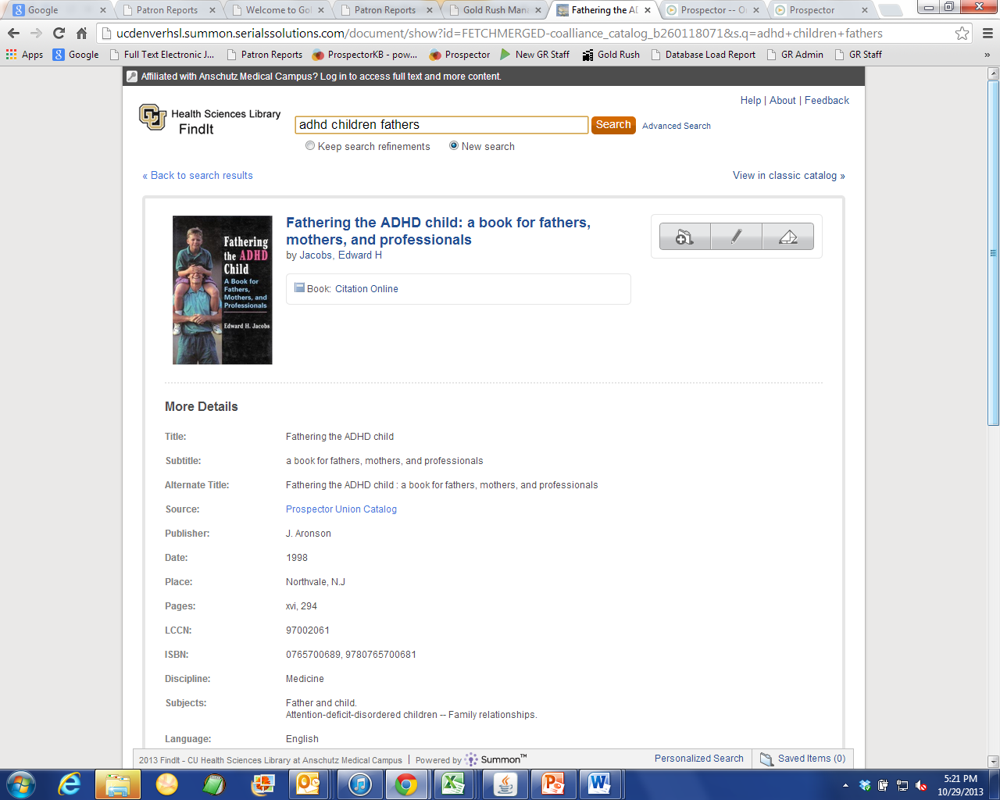 Google
Patron Reports
Welcome to Gol
Patron Reports
Gold Rush Mana
Fathering the AD
Prospector -- O
Prospector
ucdenverhsl.summon.serialssolutions.com/document/show?id=FETCHMERGED-coalliance_catalog_b260118071&s.q=adhd+children+fathers
Apps
Google
Full Text Electronic J...
Patron Reports
ProspectorKB - pow...
Prospector
New GR Staff
Gold Rush
Database Load Report
GR Admin
GR Staff
»
Affiliated with Anschutz Medical Campus? Log in to access full text and more content.
Help | About | Feedback
CU
Health Sciences Library
FindIt
adhd children fathers
Search
Advanced Search
Keep search refinements
New search
« Back to search results
View in classic catalog »
Fathering
the ADHD
Child
A Book for
Fathers,
Mothers, and
Professionals
Edward H. Jacobs
Fathering the ADHD child: a book for fathers,
mothers, and professionals
by Jacobs, Edward H
Book: Citation Online
More Details
Title: Fathering the ADHD child
Subtitle: a book for fathers, mothers, and professionals
Alternate Title: Fathering the ADHD child : a book for fathers, mothers, and professionals
Source: Prospector Union Catalog
Publisher: J. Aronson
Date: 1998
Place: Northvale, N.J
Pages: xvi, 294
LCCN: 97002061
ISBN: 0765700689, 9780765700681
Discipline: Medicine
Subjects: Father and child.
Attention-deficit-disordered children -- Family relationships.
Language: English
2013 FindIt - CU Health Sciences Library at Anschutz Medical Campus | Powered by Summon™
Personalized Search
Saved Items (0)
5:21 PM
10/29/2013